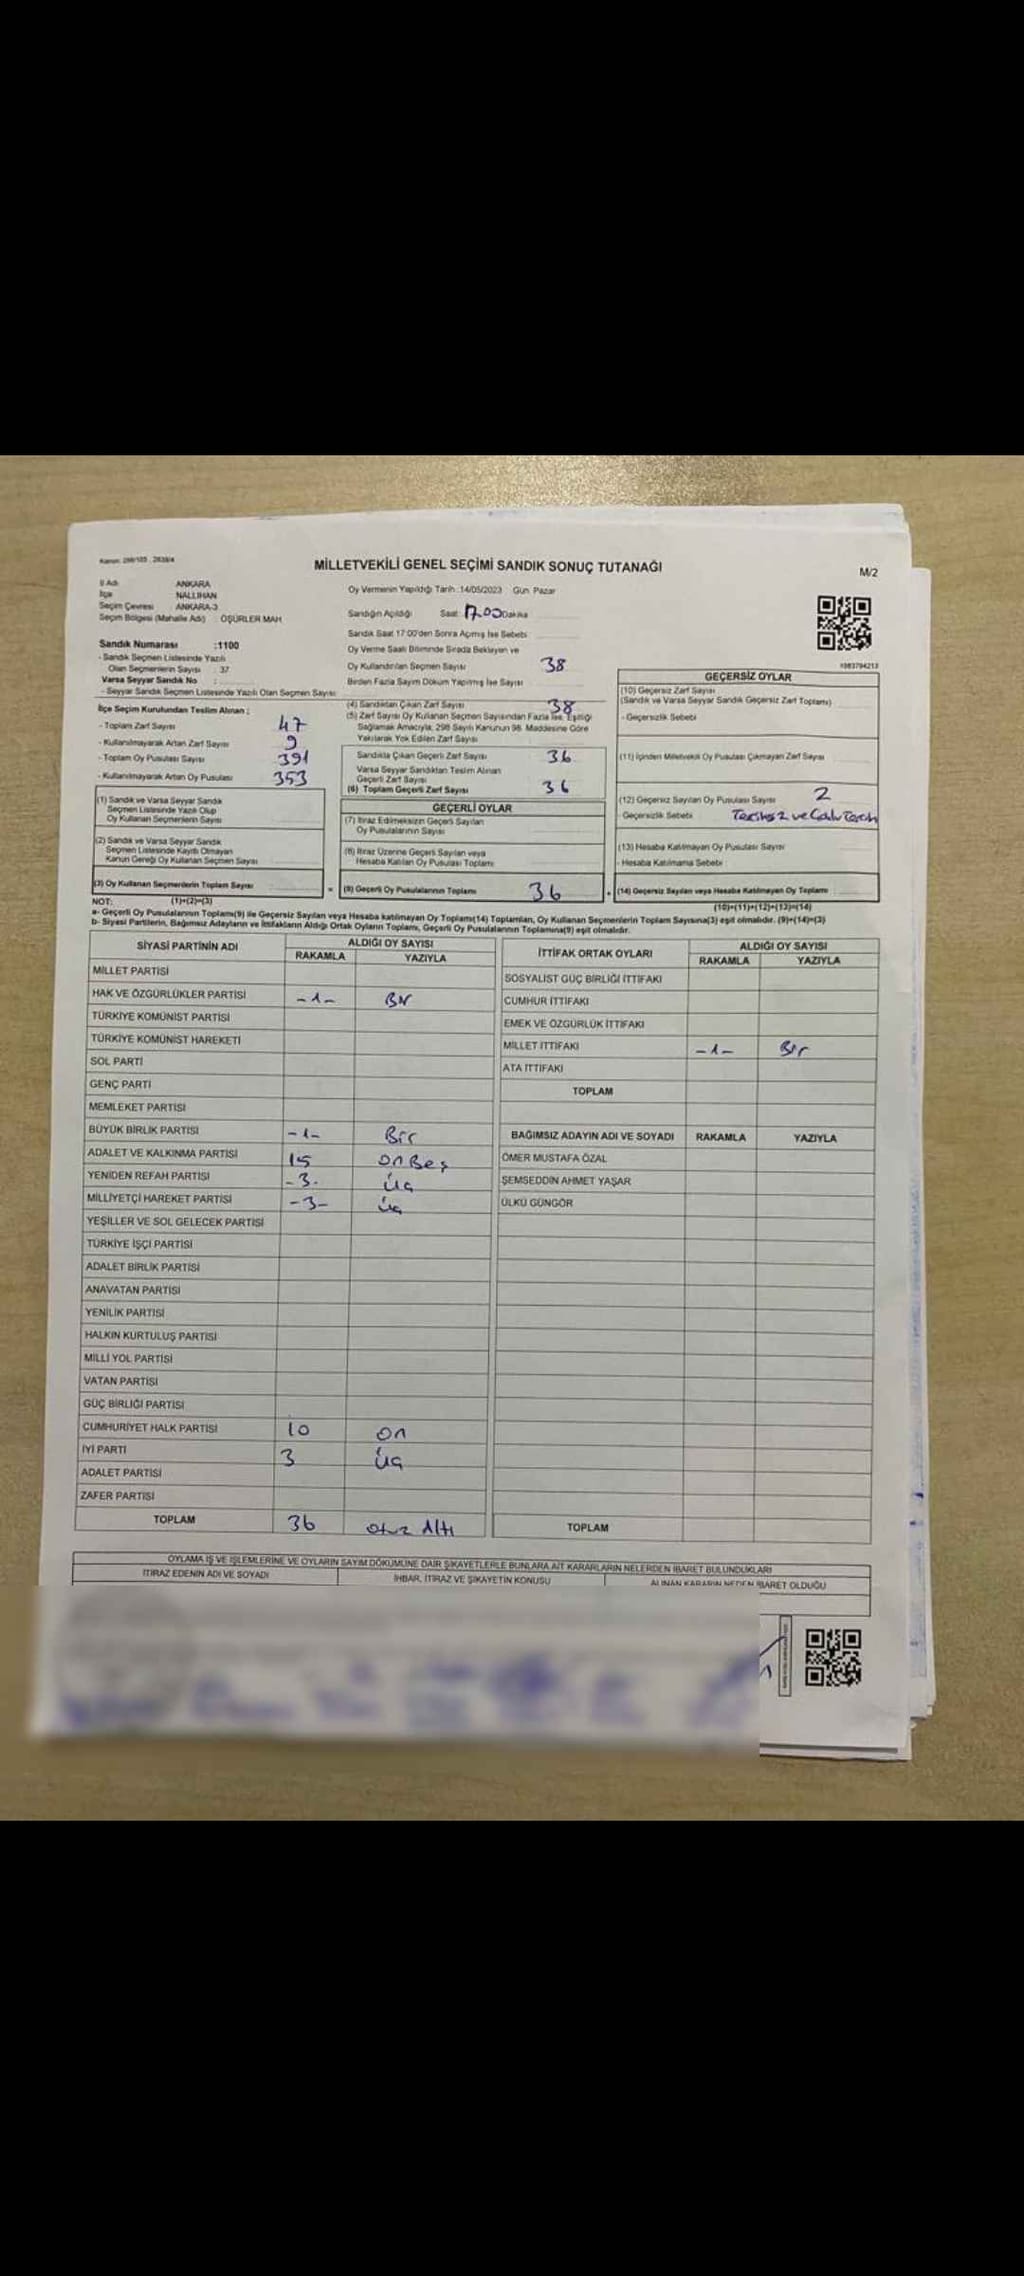 Kanun: 298/105, 2839/4
MİLLETVEKİLİ GENEL SEÇİMİ SANDIK SONUÇ TUTANAĞI
M/2
İl Adı ANKARA
İlçe NALLIHAN
Seçim Çevresi ANKARA-3
Seçim Bölgesi (Mahalle Adı) : OŞÜRLER MAH
Oy Vermenin Yapıldığı Tarih :14/05/2023 Gün: Pazar
Sandığın Açıldığı Saat: 17.00 Dakika
Sandık Saat 17:00'den Sonra Açmış İse Sebebi
Oy Verme Saati Bitiminde Sırada Bekleyen ve
Oy Kullandırılan Seçmen Sayısı 38
Birden Fazla Sayım Döküm Yapılmış İse Sayısı
1083794213
Sandık Numarası :1100
- Sandık Seçmen Listesinde Yazılı
Olan Seçmenlerin Sayısı : 37
Varsa Seyyar Sandık No :
- Seyyar Sandık Seçmen Listesinde Yazılı Olan Seçmen Sayısı
İlçe Seçim Kurulundan Teslim Alınan :
- Toplam Zarf Sayısı 47
- Kullanılmayarak Artan Zarf Sayısı 9
- Toplam Oy Pusulası Sayısı 391
- Kullanılmayarak Artan Oy Pusulası 353
(4) Sandıktan Çıkan Zarf Sayısı 38
(5) Zarf Sayısı Oy Kullanan Seçmen Sayısından Fazla İse, Eşitliği
Sağlamak Amacıyla, 298 Sayılı Kanunun 98. Maddesine Göre
Yakılarak Yok Edilen Zarf Sayısı
Sandıkta Çıkan Geçerli Zarf Sayısı 36
Varsa Seyyar Sandıktan Teslim Alınan
Geçerli Zarf Sayısı
(6) Toplam Geçerli Zarf Sayısı 36
GEÇERSİZ OYLAR
(10) Geçersiz Zarf Sayısı
(Sandık ve Varsa Seyyar Sandık Geçersiz Zarf Toplamı)
- Geçersizlik Sebebi
(11) İçinden Milletvekili Oy Pusulası Çıkmayan Zarf Sayısı
(12) Geçersiz Sayılan Oy Pusulası Sayısı 2
- Geçersizlik Sebebi
(13) Hesaba Katılmayan Oy Pusulası Sayısı
- Hesaba Katılmama Sebebi
(14) Geçersiz Sayılan veya Hesaba Katılmayan Oy Toplamı
(10)+(11)+(12)+(13)=(14)
(1) Sandık ve Varsa Seyyar Sandık
Seçmen Listesinde Yazılı Olup
Oy Kullanan Seçmenlerin Sayısı
(2) Sandık ve Varsa Seyyar Sandık
Seçmen Listesinde Kayıtlı Olmayan
Kanun Gereği Oy Kullanan Seçmen Sayısı
(3) Oy Kullanan Seçmenlerin Toplam Sayısı
(1)+(2)=(3)
GEÇERLİ OYLAR
(7) İtiraz Edilmeksizin Geçerli Sayılan
Oy Pusulalarının Sayısı
(8) İtiraz Üzerine Geçerli Sayılan veya
Hesaba Katılan Oy Pusulası Toplamı
(9) Geçerli Oy Pusulalarının Toplamı 36
NOT:
a- Geçerli Oy Pusulalarının Toplamı(9) ile Geçersiz Sayılan veya Hesaba katılmayan Oy Toplamı(14) Toplamları, Oy Kullanan Seçmenlerin Toplam Sayısına(3) eşit olmalıdır. (9)+(14)=(3)
b- Siyasi Partilerin, Bağımsız Adayların ve İttifakların Aldığı Ortak Oyların Toplamı, Geçerli Oy Pusulalarının Toplamına(9) eşit olmalıdır.
SİYASİ PARTİNİN ADI ALDIĞI OY SAYISI
RAKAMLA YAZIYLA
MİLLET PARTİSİ
HAK VE ÖZGÜRLÜKLER PARTİSİ -1- Bir
TÜRKİYE KOMÜNİST PARTİSİ
TÜRKİYE KOMÜNİST HAREKETİ
SOL PARTİ
GENÇ PARTİ
MEMLEKET PARTİSİ
BÜYÜK BİRLİK PARTİSİ -1- Bir
ADALET VE KALKINMA PARTİSİ 15 On Beş
YENİDEN REFAH PARTİSİ -3- Üç
MİLLİYETÇİ HAREKET PARTİSİ -3- Üç
YEŞİLLER VE SOL GELECEK PARTİSİ
TÜRKİYE İŞÇİ PARTİSİ
ADALET BİRLİK PARTİSİ
ANAVATAN PARTİSİ
YENİLİK PARTİSİ
HALKIN KURTULUŞ PARTİSİ
MİLLİ YOL PARTİSİ
VATAN PARTİSİ
GÜÇ BİRLİĞİ PARTİSİ
CUMHURİYET HALK PARTİSİ 10 On
İYİ PARTİ 3 Üç
ADALET PARTİSİ
ZAFER PARTİSİ
TOPLAM 36 Otuz Altı
İTTİFAK ORTAK OYLARI ALDIĞI OY SAYISI
RAKAMLA YAZIYLA
SOSYALİST GÜÇ BİRLİĞİ İTTİFAKI
CUMHUR İTTİFAKI
EMEK VE ÖZGÜRLÜK İTTİFAKI
MİLLET İTTİFAKI -1- Bir
ATA İTTİFAKI
TOPLAM
BAĞIMSIZ ADAYIN ADI VE SOYADI RAKAMLA YAZIYLA
ÖMER MUSTAFA ÖZAL
ŞEMSEDDİN AHMET YAŞAR
ÜLKÜ GÜNGÖR
TOPLAM
OYLAMA İŞ VE İŞLEMLERİNE VE OYLARIN SAYIM DÖKÜMÜNE DAİR ŞİKAYETLERLE BUNLARA AİT KARARLARIN NELERDEN İBARET BULUNDUKLARI
İTİRAZ EDENİN ADI VE SOYADI İHBAR, İTİRAZ VE ŞİKAYETİN KONUSU ALINAN KARARIN NEDEN İBARET OLDUĞU